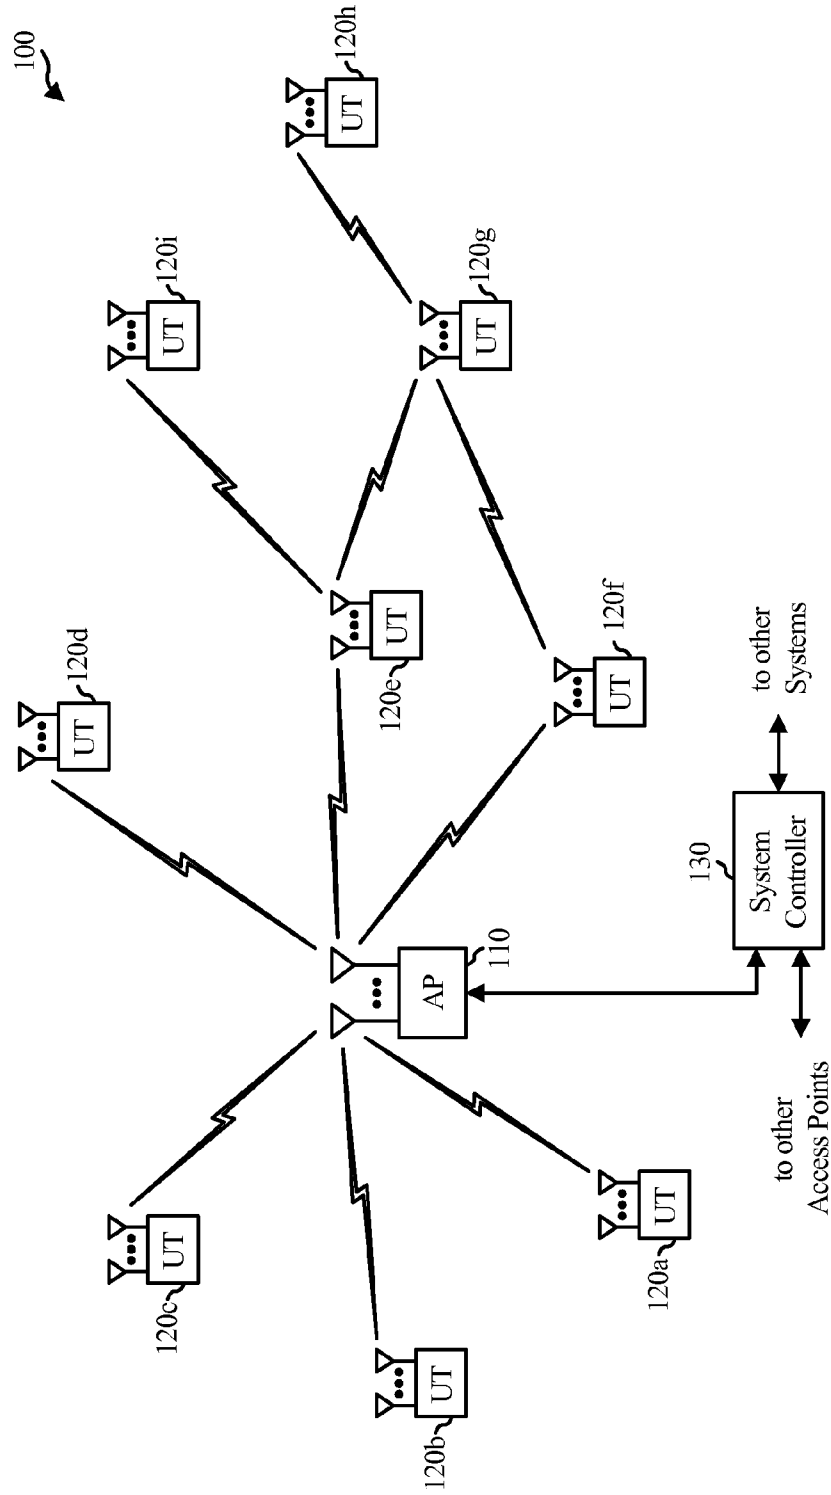 100
120h
UT
120i
UT
120g
UT
120d
UT
UT
120e
120f
UT
to other
Systems
130
System
Controller
110
AP
to other
Access Points
UT
120c
UT
120a
UT
120b